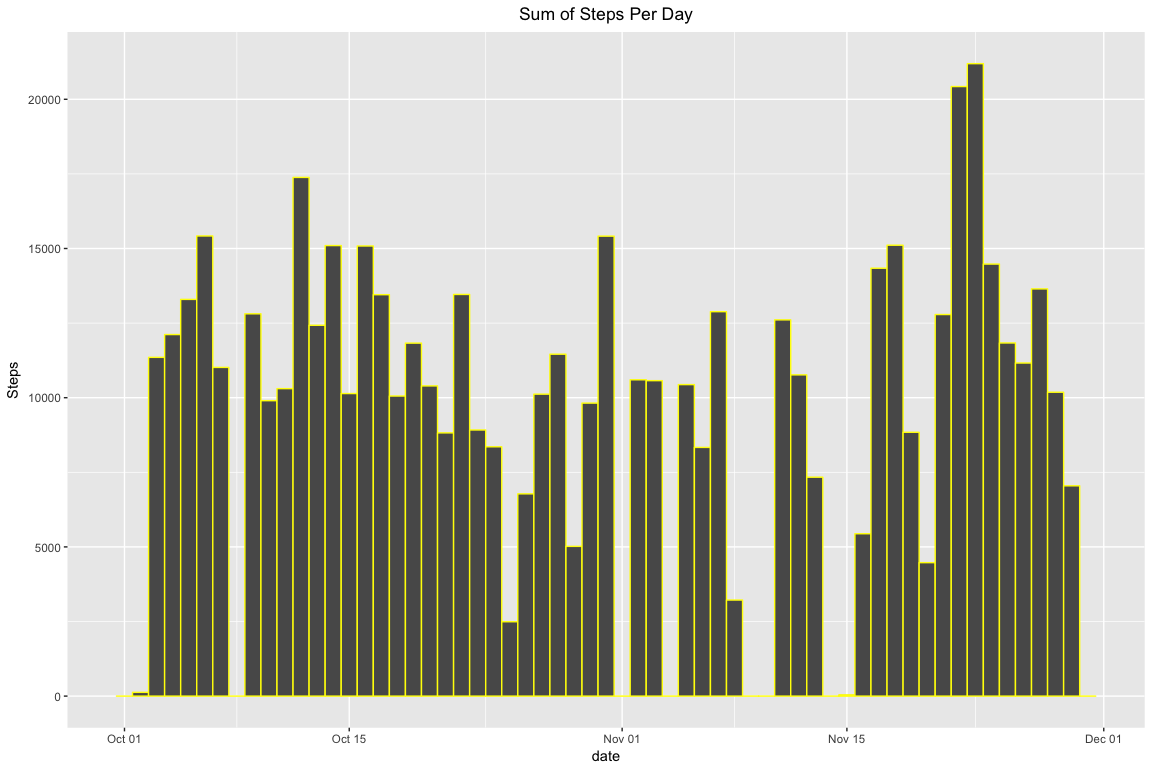 Sum of Steps Per Day
Steps
20000
15000
10000
5000
0
Oct 01
Oct 15
Nov 01
Nov 15
Dec 01
date